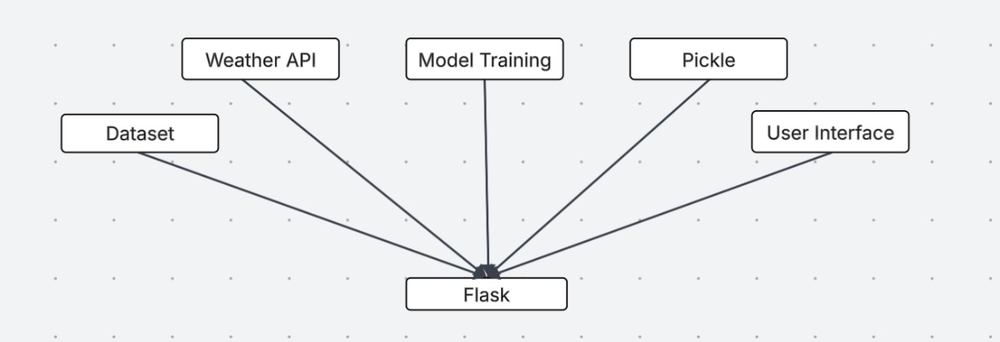 Weather API
Model Training
Pickle
Dataset
User Interface
Flask